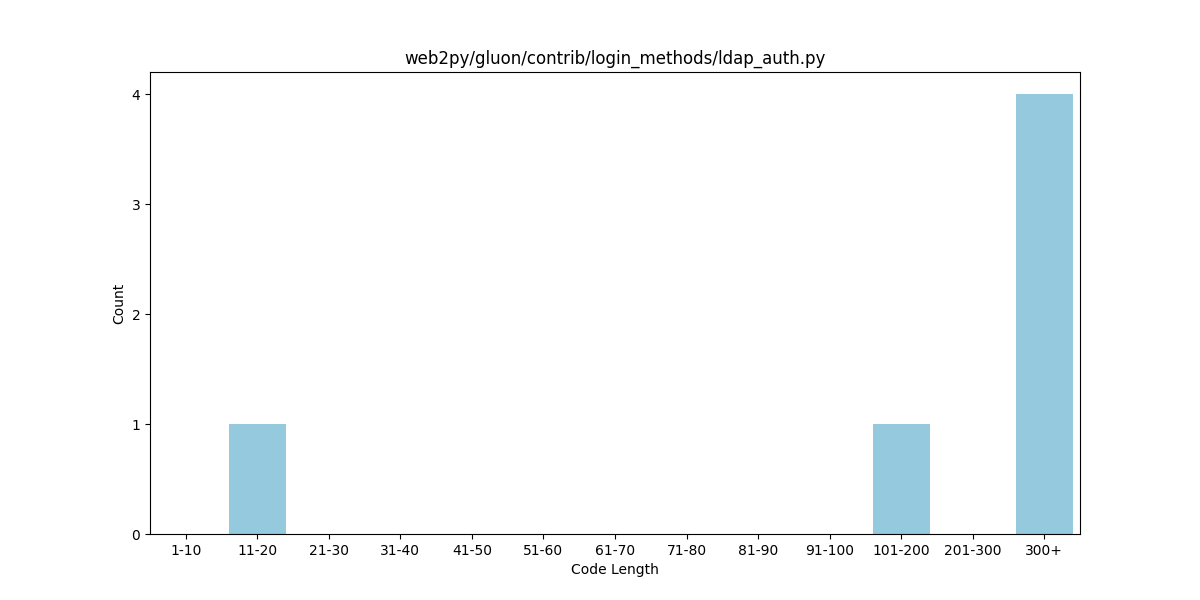 web2py/gluon/contrib/login_methods/ldap_auth.py
4
3
2
1
0
Count
1-10 11-20 21-30 31-40 41-50 51-60 61-70 71-80 81-90 91-100 101-200 201-300 300+
Code Length